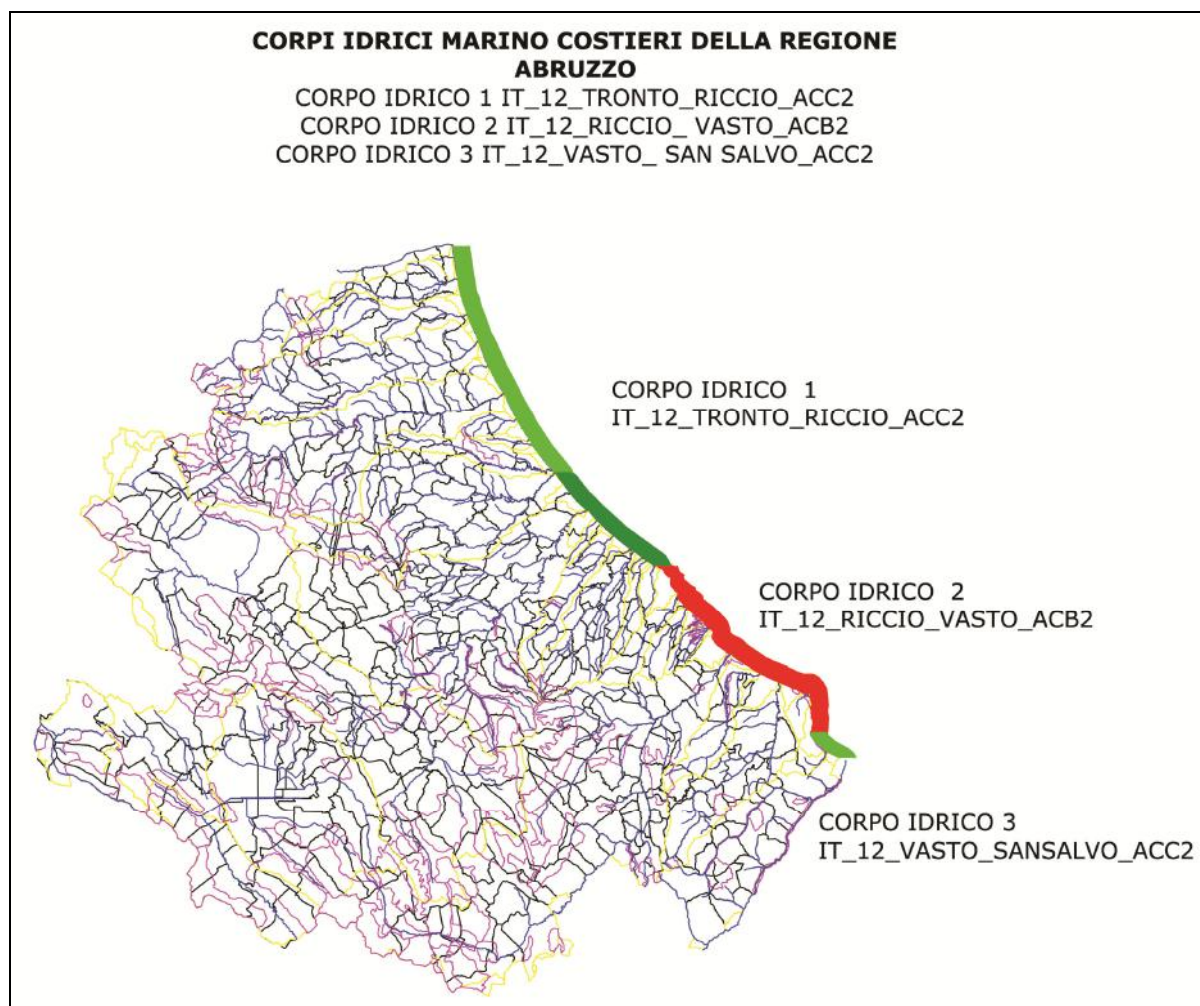 CORPI IDRICI MARINO COSTIERI DELLA REGIONE
ABRUZZO
CORPO IDRICO 1 IT_12_TRONTO_RICCIO_ACC2
CORPO IDRICO 2 IT_12_RICCIO_ VASTO_ACB2
CORPO IDRICO 3 IT_12_VASTO_ SAN SALVO_ACC2
CORPO IDRICO 1
IT_12_TRONTO_RICCIO_ACC2
CORPO IDRICO 2
IT_12_RICCIO_VASTO_ACB2
CORPO IDRICO 3
IT_12_VASTO_SANSALVO_ACC2